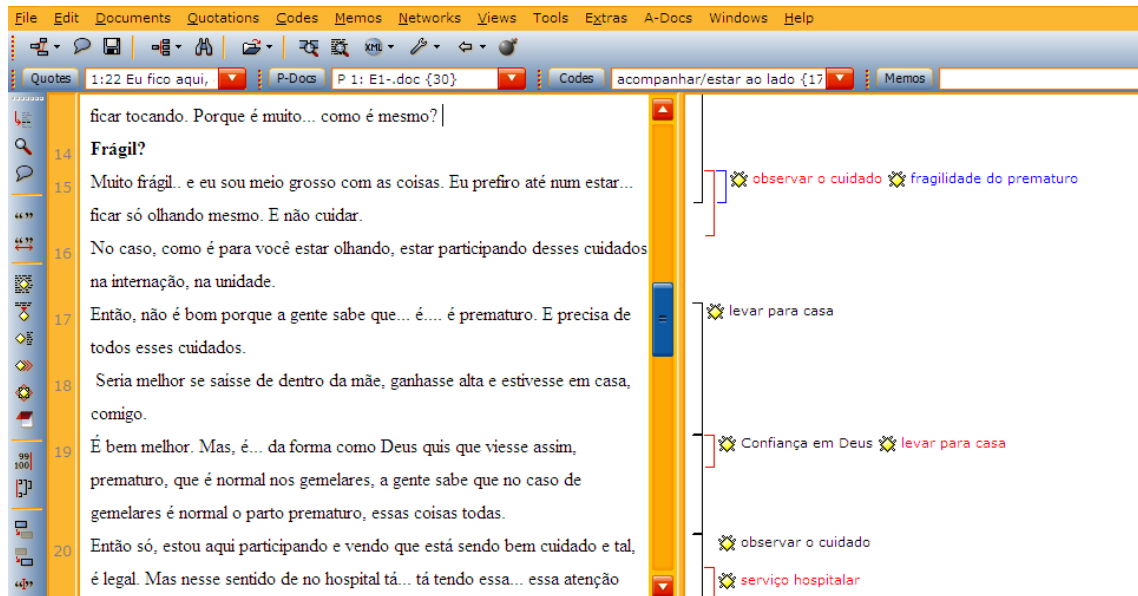 File Edit Documents Quotations Codes Memos Networks Views Tools Extras A-Docs Windows Help
XML
Quotes 1:22 Eu fico aqui, P-Docs P 1: E1-.doc {30} Codes acompanhar/estar ao lado {17 Memos
ficar tocando. Porque é muito... como é mesmo?
14 Frágil?
observar o cuidado fragilidade do prematuro
15 Muito frágil.. e eu sou meio grosso com as coisas. Eu prefiro até num estar...
ficar só olhando mesmo. E não cuidar.
16 No caso, como é para você estar olhando, estar participando desses cuidados
na internação, na unidade.
levar para casa
17 Então, não é bom porque a gente sabe que... é.... é prematuro. E precisa de
todos esses cuidados.
18 Seria melhor se saisse de dentro da mãe, ganhasse alta e estivesse em casa,
comigo.
Confiança em Deus levar para casa
19 É bem melhor. Mas, é... da forma como Deus quis que viesse assim,
prematuro, que é normal nos gemelares, a gente sabe que no caso de
gemelares é normal o parto prematuro, essas coisas todas.
observar o cuidado
20 Então só, estou aqui participando e vendo que está sendo bem cuidado e tal,
é legal. Mas nesse sentido de no hospital tá... tá tendo essa... essa atenção
serviço hospitalar
99
100